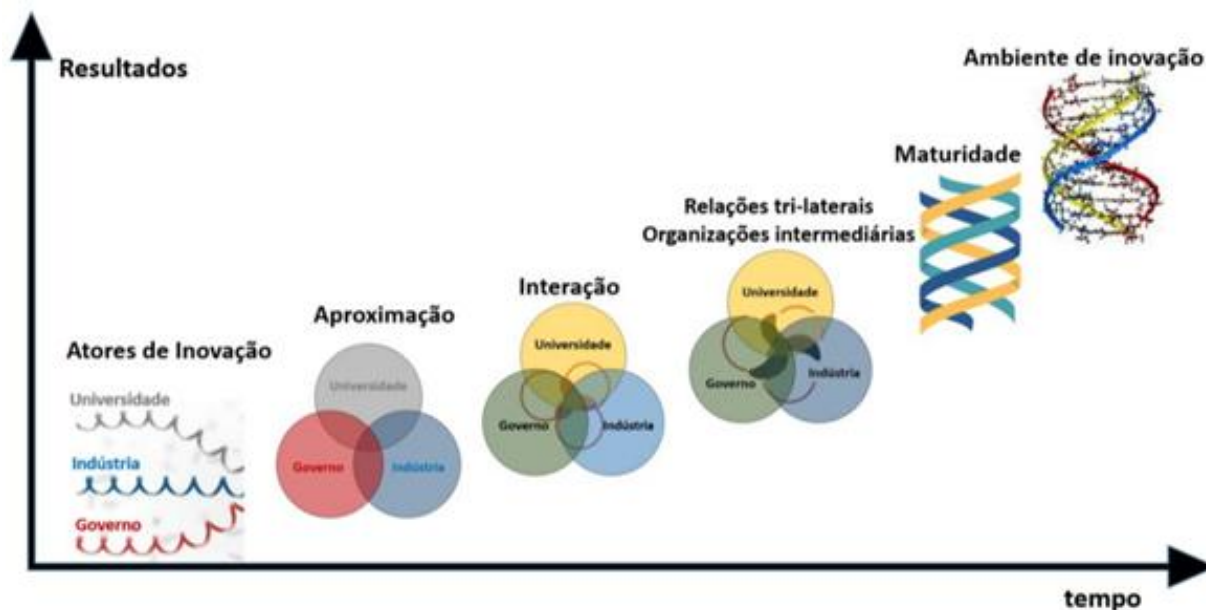 Resultados
Atores de Inovação
Universidade
Indústria
Governo
Aproximação
Universidade
Governo
Indústria
Interação
Universidade
Governo
Indústria
Relações tri-laterais
Organizações intermediárias
Universidade
Governo
Indústria
Maturidade
Ambiente de inovação
tempo